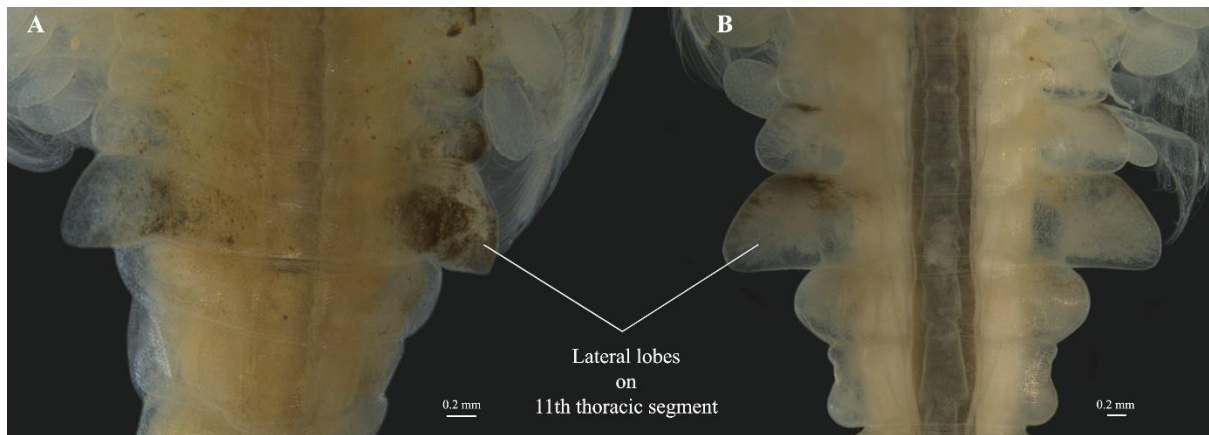 A
B
Lateral lobes
on
11th thoracic segment
0.2 mm
0.2 mm